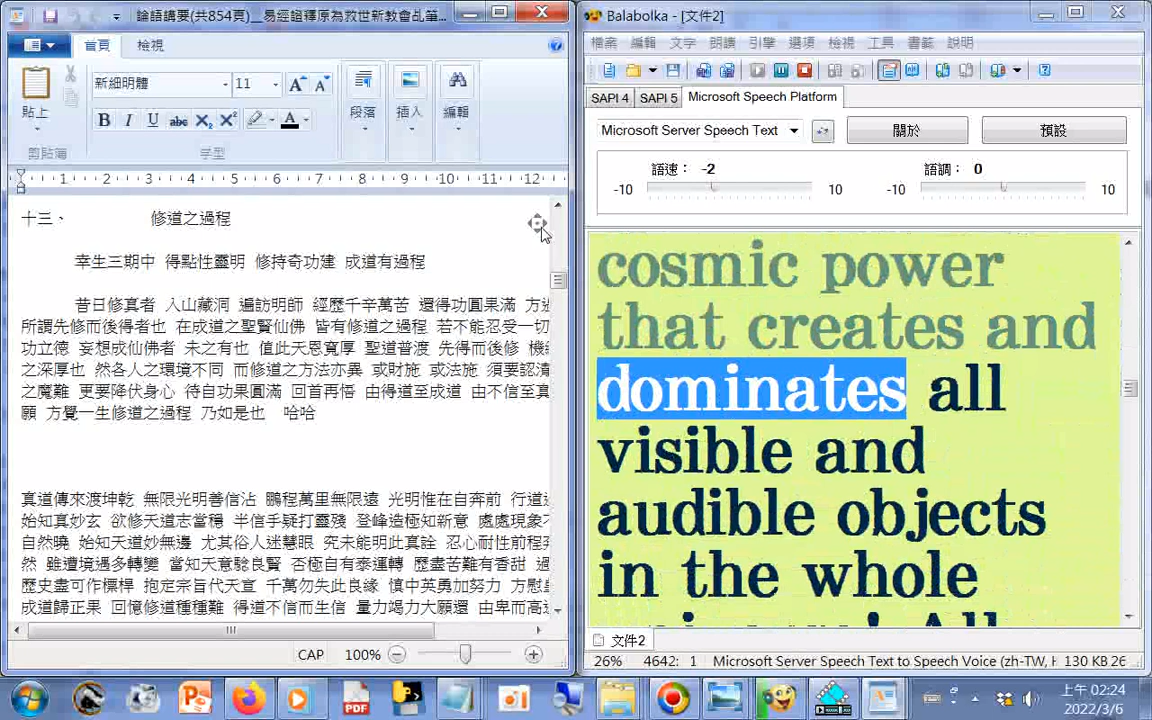 論語講要(共854頁)__易經證釋原為救世新教會乩筆...
首頁
檢視
貼上
剪貼簿
新細明體
11
字型
段落
插入
編輯
1 2 3 4 5 6 7 8 9 10 11 12
十三、 修道之過程
幸生三期中 得點性靈明 修持奇功建 成道有過程
昔日修真者 入山藏洞 遍訪明師 經歷千辛萬苦 還得功圓果滿 方
所謂先修而後得者也 在成道之聖賢仙佛 皆有修道之過程 若不能忍受一切
功立德 妄想成仙佛者 未之有也 值此天恩寬厚 聖道普渡 先得而後修 機
之深厚也 然各人之環境不同 而修道之方法亦異 或財施 或法施 須要認清
之魔難 更要降伏身心 待自功果圓滿 回首再悟 由得道至成道 由不信至真
願 方覺一生修道之過程 乃如是也 哈哈
真道傳來渡坤乾 無限光明善信沾 鵬程萬里無限遠 光明惟在自奔前 行道
始知真妙玄 欲修天道志當穩 半信手疑打靈殘 登峰造極知新意 處處現象
自然曉 始知天道妙無邊 尤其俗人迷慧眼 究未能明此真詮 忍心耐性前程
然 雖遭境遇多轉變 當知天意騐良賢 否極自有泰運轉 歷盡苦難有香甜 過
歷史盡可作標桿 抱定宗旨代天宣 千萬勿失此良緣 慎中英勇加努力 方慰
成道歸正果 回憶修道種種難 得道不信而生信 量力竭力大願還 由卑而高
CAP 100%
Balabolka - [文件2]
檔案 編輯 文字 朗讀 引擎 選項 檢視 工具 書籤 說明
SAPI 4 SAPI 5 Microsoft Speech Platform
Microsoft Server Speech Text
關於
預設
語速： -2
語調： 0
-10 10 -10 10
cosmic power
that creates and
dominates all
visible and
audible objects
in the whole
文件2
26% 4642: 1 Microsoft Server Speech Text to Speech Voice (zh-TW, H 130 KB 26
上午 02:24
2022/3/6